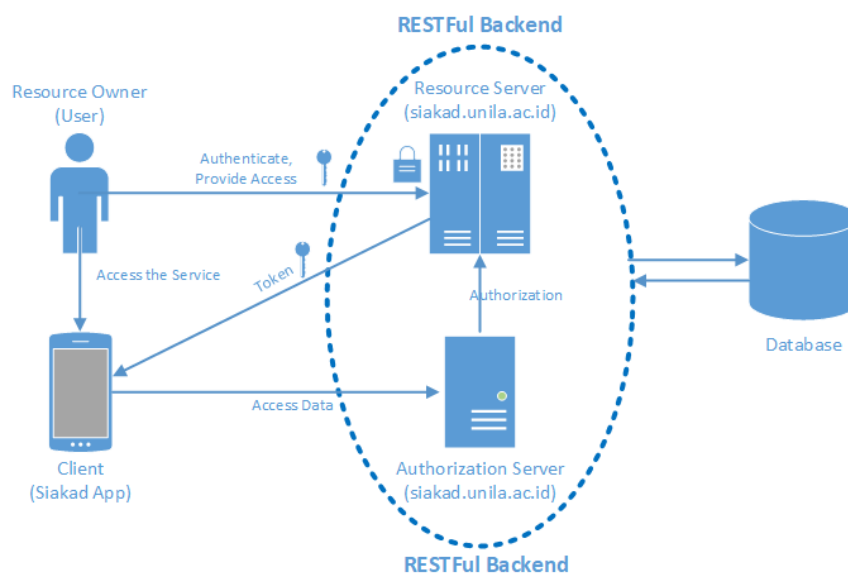 RESTFul Backend
Resource Owner
(User)
Resource Server
(siakad.unila.ac.id)
Authenticate,
Provide Access
Access the Service
Token
Authorization
Database
Access Data
Client
(Siakad App)
Authorization Server
(siakad.unila.ac.id)
RESTFul Backend